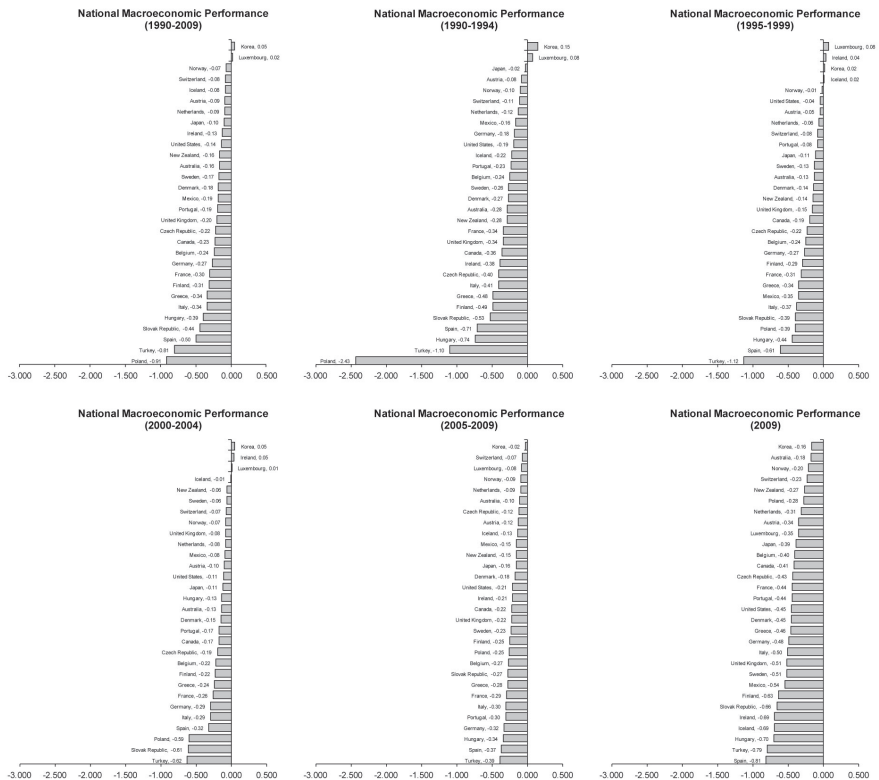 National Macroeconomic Performance
(1990-2009)
Korea, 0.05
Luxembourg, 0.02
Norway, -0.07
Switzerland, -0.08
Iceland, -0.08
Austria, -0.09
Netherlands, -0.09
Japan, -0.10
Ireland, -0.13
United States, -0.14
New Zealand, -0.16
Australia, -0.16
Sweden, -0.17
Denmark, -0.18
Mexico, -0.19
Portugal, -0.19
United Kingdom, -0.20
Czech Republic, -0.22
Canada, -0.23
Belgium, -0.24
Germany, -0.27
France, -0.30
Finland, -0.31
Greece, -0.34
Italy, -0.34
Hungary, -0.39
Slovak Republic, -0.44
Spain, -0.50
Turkey, -0.81
Poland, -0.91
-3.000 -2.500 -2.000 -1.500 -1.000 -0.500 0.000 0.500
National Macroeconomic Performance
(1990-1994)
Korea, 0.15
Luxembourg, 0.08
Japan, -0.02
Austria, -0.08
Norway, -0.10
Switzerland, -0.11
Netherlands, -0.12
Mexico, -0.16
Germany, -0.18
United States, -0.19
Iceland, -0.22
Portugal, -0.23
Belgium, -0.24
Sweden, -0.26
Denmark, -0.27
Australia, -0.28
New Zealand, -0.28
France, -0.34
United Kingdom, -0.34
Canada, -0.36
Ireland, -0.38
Czech Republic, -0.40
Italy, -0.41
Greece, -0.48
Finland, -0.49
Slovak Republic, -0.53
Spain, -0.71
Hungary, -0.74
Turkey, -1.10
Poland, -2.43
-3.000 -2.500 -2.000 -1.500 -1.000 -0.500 0.000 0.500
National Macroeconomic Performance
(1995-1999)
Luxembourg, 0.08
Ireland, 0.04
Korea, 0.02
Iceland, 0.02
Norway, -0.01
United States, -0.04
Austria, -0.05
Netherlands, -0.06
Switzerland, -0.08
Portugal, -0.08
Japan, -0.11
Sweden, -0.13
Australia, -0.13
Denmark, -0.14
New Zealand, -0.14
United Kingdom, -0.15
Canada, -0.19
Czech Republic, -0.22
Belgium, -0.24
Germany, -0.27
Finland, -0.29
France, -0.31
Greece, -0.34
Mexico, -0.35
Italy, -0.37
Slovak Republic, -0.39
Poland, -0.39
Hungary, -0.44
Spain, -0.61
Turkey, -1.12
-3.000 -2.500 -2.000 -1.500 -1.000 -0.500 0.000 0.500
National Macroeconomic Performance
(2000-2004)
Korea, 0.05
Ireland, 0.05
Luxembourg, 0.01
Iceland, -0.01
New Zealand, -0.06
Sweden, -0.06
Switzerland, -0.07
Norway, -0.07
United Kingdom, -0.08
Netherlands, -0.08
Mexico, -0.08
Austria, -0.10
United States, -0.11
Japan, -0.11
Hungary, -0.13
Australia, -0.13
Denmark, -0.15
Portugal, -0.17
Canada, -0.17
Czech Republic, -0.19
Belgium, -0.22
Finland, -0.22
Greece, -0.24
France, -0.26
Germany, -0.29
Italy, -0.29
Spain, -0.32
Poland, -0.59
Slovak Republic, -0.61
Turkey, -0.62
-3.000 -2.500 -2.000 -1.500 -1.000 -0.500 0.000 0.500
National Macroeconomic Performance
(2005-2009)
Korea, -0.02
Switzerland, -0.07
Luxembourg, -0.08
Norway, -0.09
Netherlands, -0.09
Australia, -0.10
Czech Republic, -0.12
Austria, -0.12
Iceland, -0.13
Mexico, -0.15
New Zealand, -0.15
Japan, -0.16
Denmark, -0.18
United States, -0.21
Ireland, -0.21
Canada, -0.22
United Kingdom, -0.22
Sweden, -0.23
Finland, -0.25
Poland, -0.25
Belgium, -0.27
Slovak Republic, -0.27
Greece, -0.28
France, -0.29
Italy, -0.30
Portugal, -0.30
Germany, -0.32
Hungary, -0.34
Spain, -0.37
Turkey, -0.39
-3.000 -2.500 -2.000 -1.500 -1.000 -0.500 0.000 0.500
National Macroeconomic Performance
(2009)
Korea, -0.16
Australia, -0.18
Norway, -0.20
Switzerland, -0.23
New Zealand, -0.27
Poland, -0.28
Netherlands, -0.31
Austria, -0.34
Luxembourg, -0.35
Japan, -0.39
Belgium, -0.40
Canada, -0.41
Czech Republic, -0.43
France, -0.44
Portugal, -0.44
United States, -0.45
Denmark, -0.45
Greece, -0.46
Germany, -0.48
Italy, -0.50
United Kingdom, -0.51
Sweden, -0.51
Mexico, -0.54
Finland, -0.63
Slovak Republic, -0.66
Ireland, -0.69
Iceland, -0.69
Hungary, -0.70
Turkey, -0.79
Spain, -0.81
-3.000 -2.500 -2.000 -1.500 -1.000 -0.500 0.000 0.500